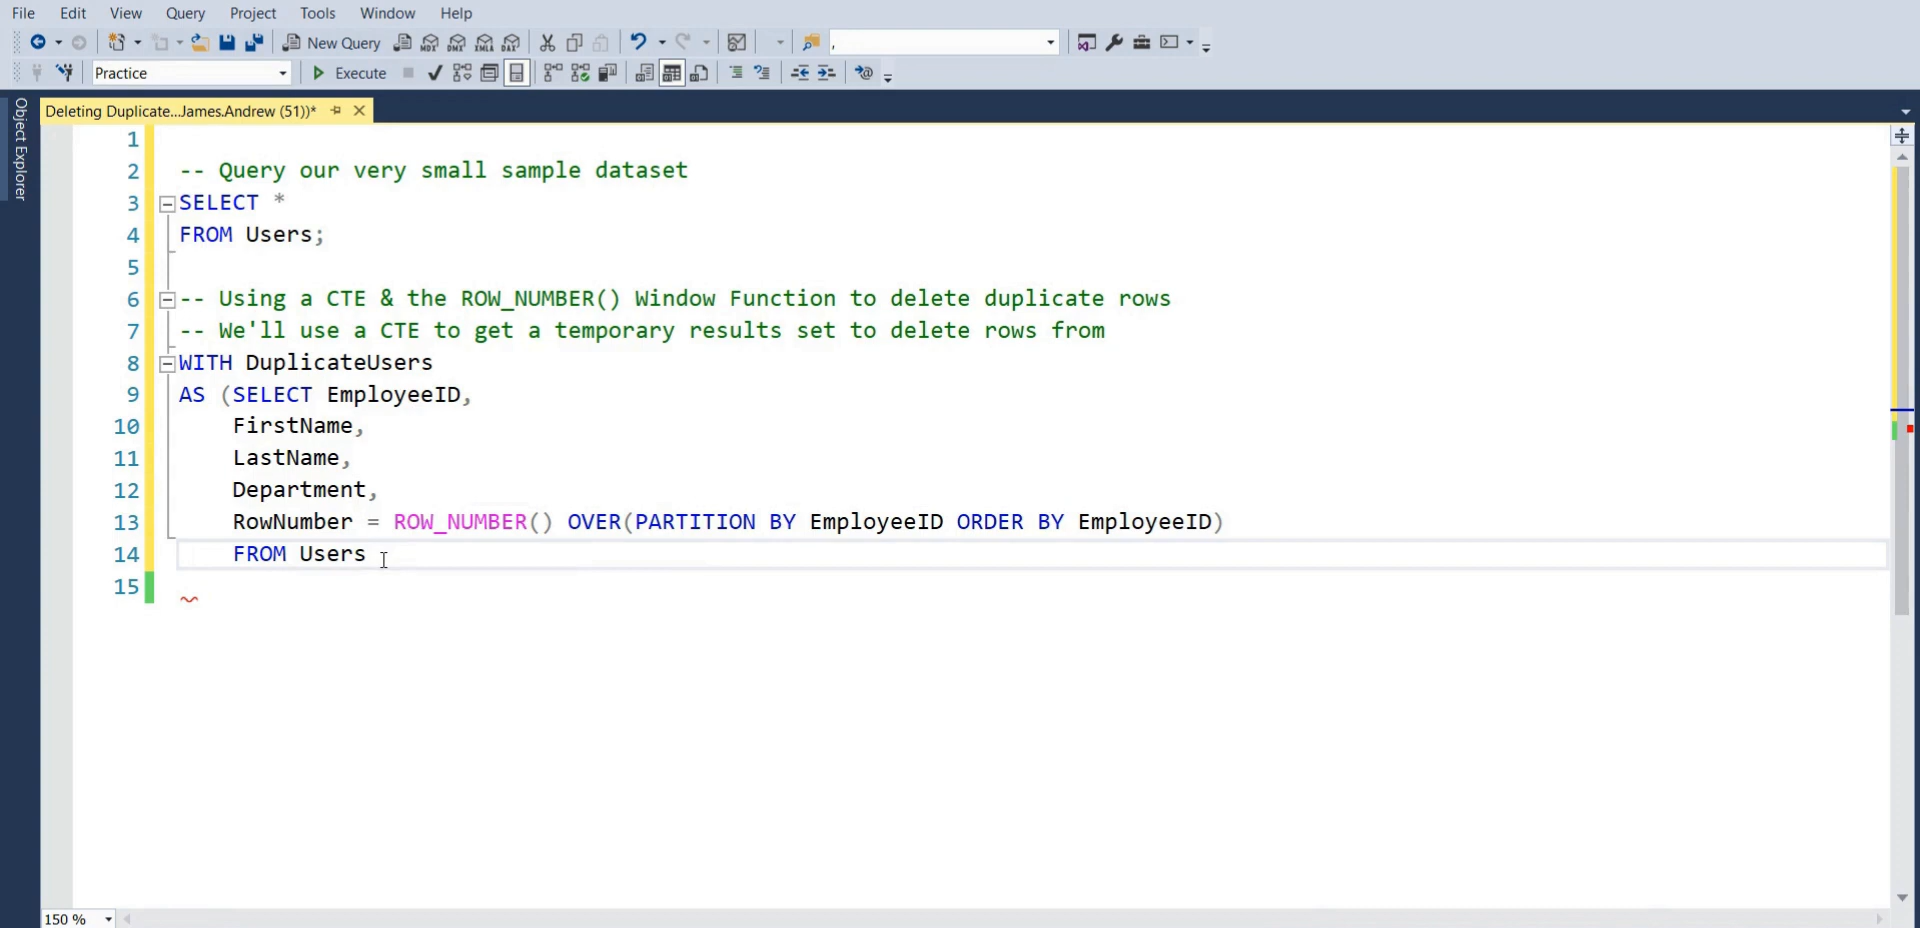 File Edit View Query Project Tools Window Help
New Query MDX DMX XMLA DAX ,
Practice Execute
Object Explorer
Deleting Duplicate...James.Andrew (51))*
1
2 -- Query our very small sample dataset
3 SELECT *
4 FROM Users;
5
6 -- Using a CTE & the ROW_NUMBER() Window Function to delete duplicate rows
7 -- We'll use a CTE to get a temporary results set to delete rows from
8 WITH DuplicateUsers
9 AS (SELECT EmployeeID,
10 FirstName,
11 LastName,
12 Department,
13 RowNumber = ROW_NUMBER() OVER(PARTITION BY EmployeeID ORDER BY EmployeeID)
14 FROM Users
15
150 %